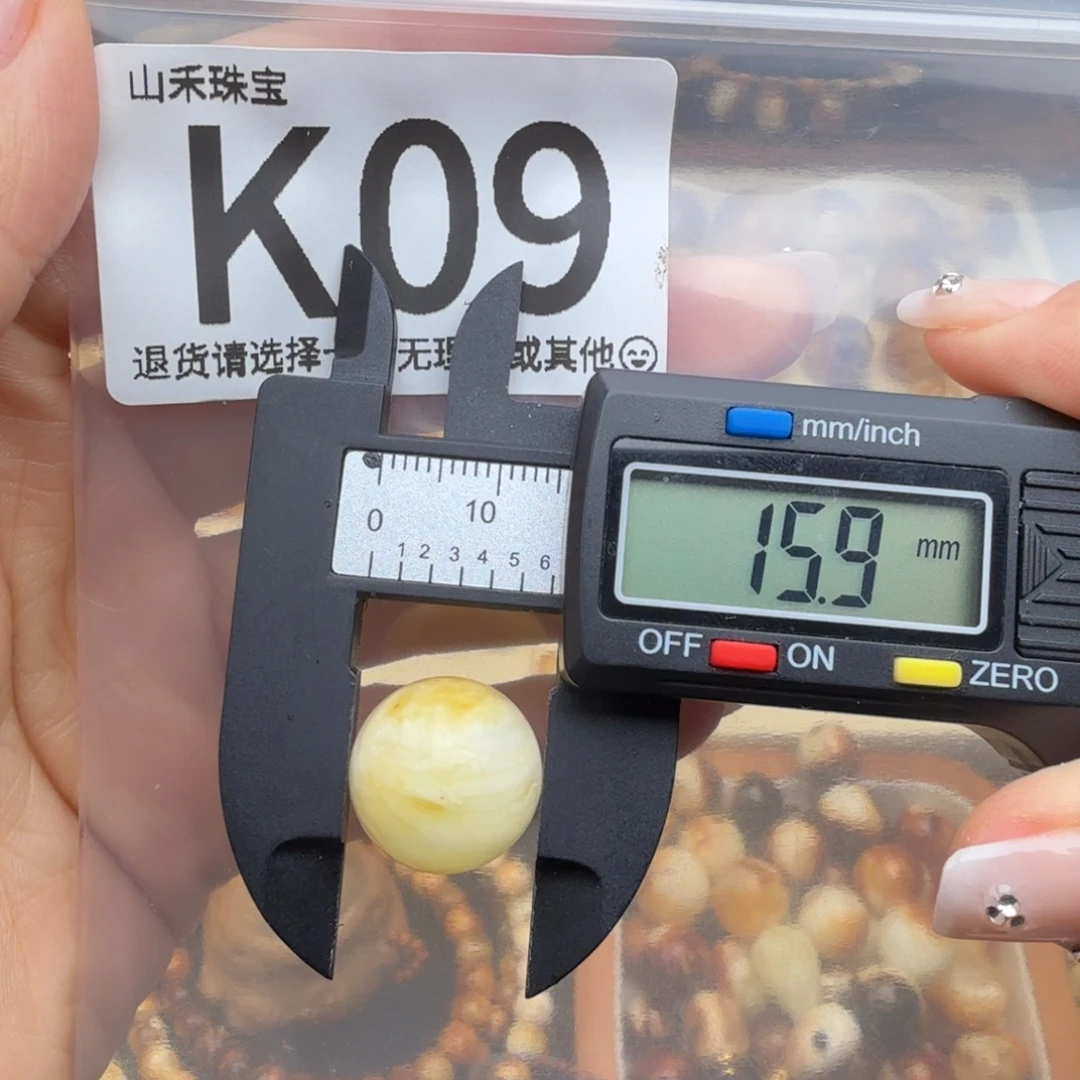 山禾珠宝
K09
退货请选择 无理 或其他
mm/inch
15.9 mm
0 10
0 1 2 3 4 5 6
OFF ON ZERO